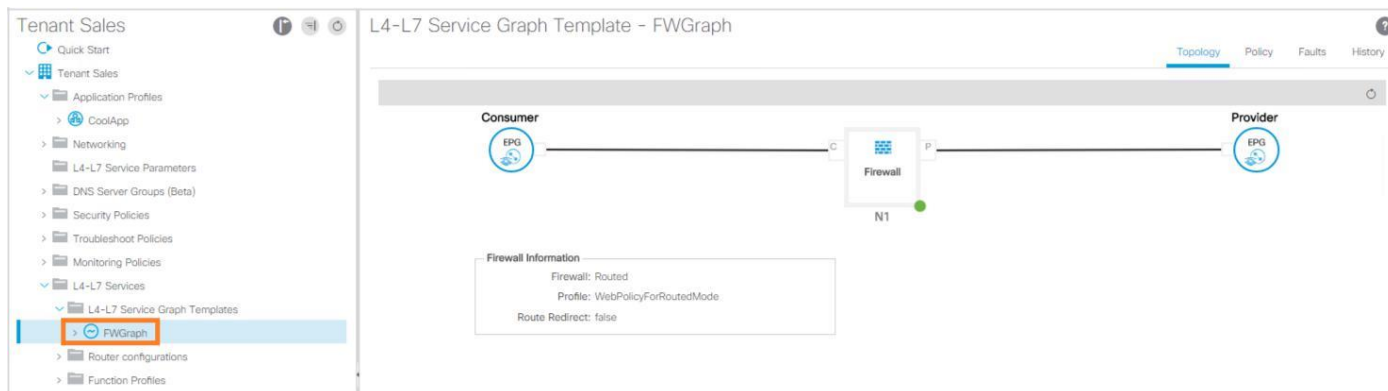 Tenant Sales
Quick Start
Tenant Sales
Application Profiles
CoolApp
Networking
L4-L7 Service Parameters
DNS Server Groups (Beta)
Security Policies
Troubleshoot Policies
Monitoring Policies
L4-L7 Services
L4-L7 Service Graph Templates
FWGraph
Router configurations
Function Profiles
L4-L7 Service Graph Template - FWGraph
?
Topology Policy Faults History
Consumer
Provider
EPG
C
Firewall
P
EPG
N1
Firewall Information
Firewall: Routed
Profile: WebPolicyForRoutedMode
Route Redirect: false